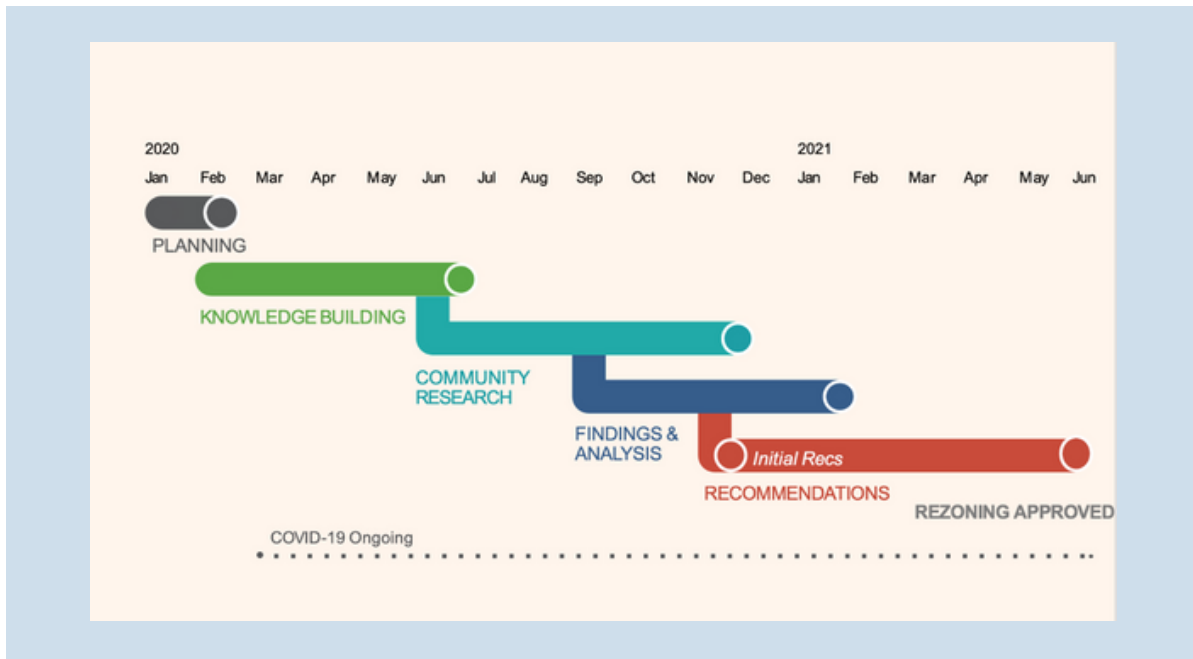 2020 2021
Jan Feb Mar Apr May Jun Jul Aug Sep Oct Nov Dec Jan Feb Mar Apr May Jun
PLANNING
KNOWLEDGE BUILDING
COMMUNITY
RESEARCH
FINDINGS &
ANALYSIS
Initial Recs
RECOMMENDATIONS
REZONING APPROVED
COVID-19 Ongoing